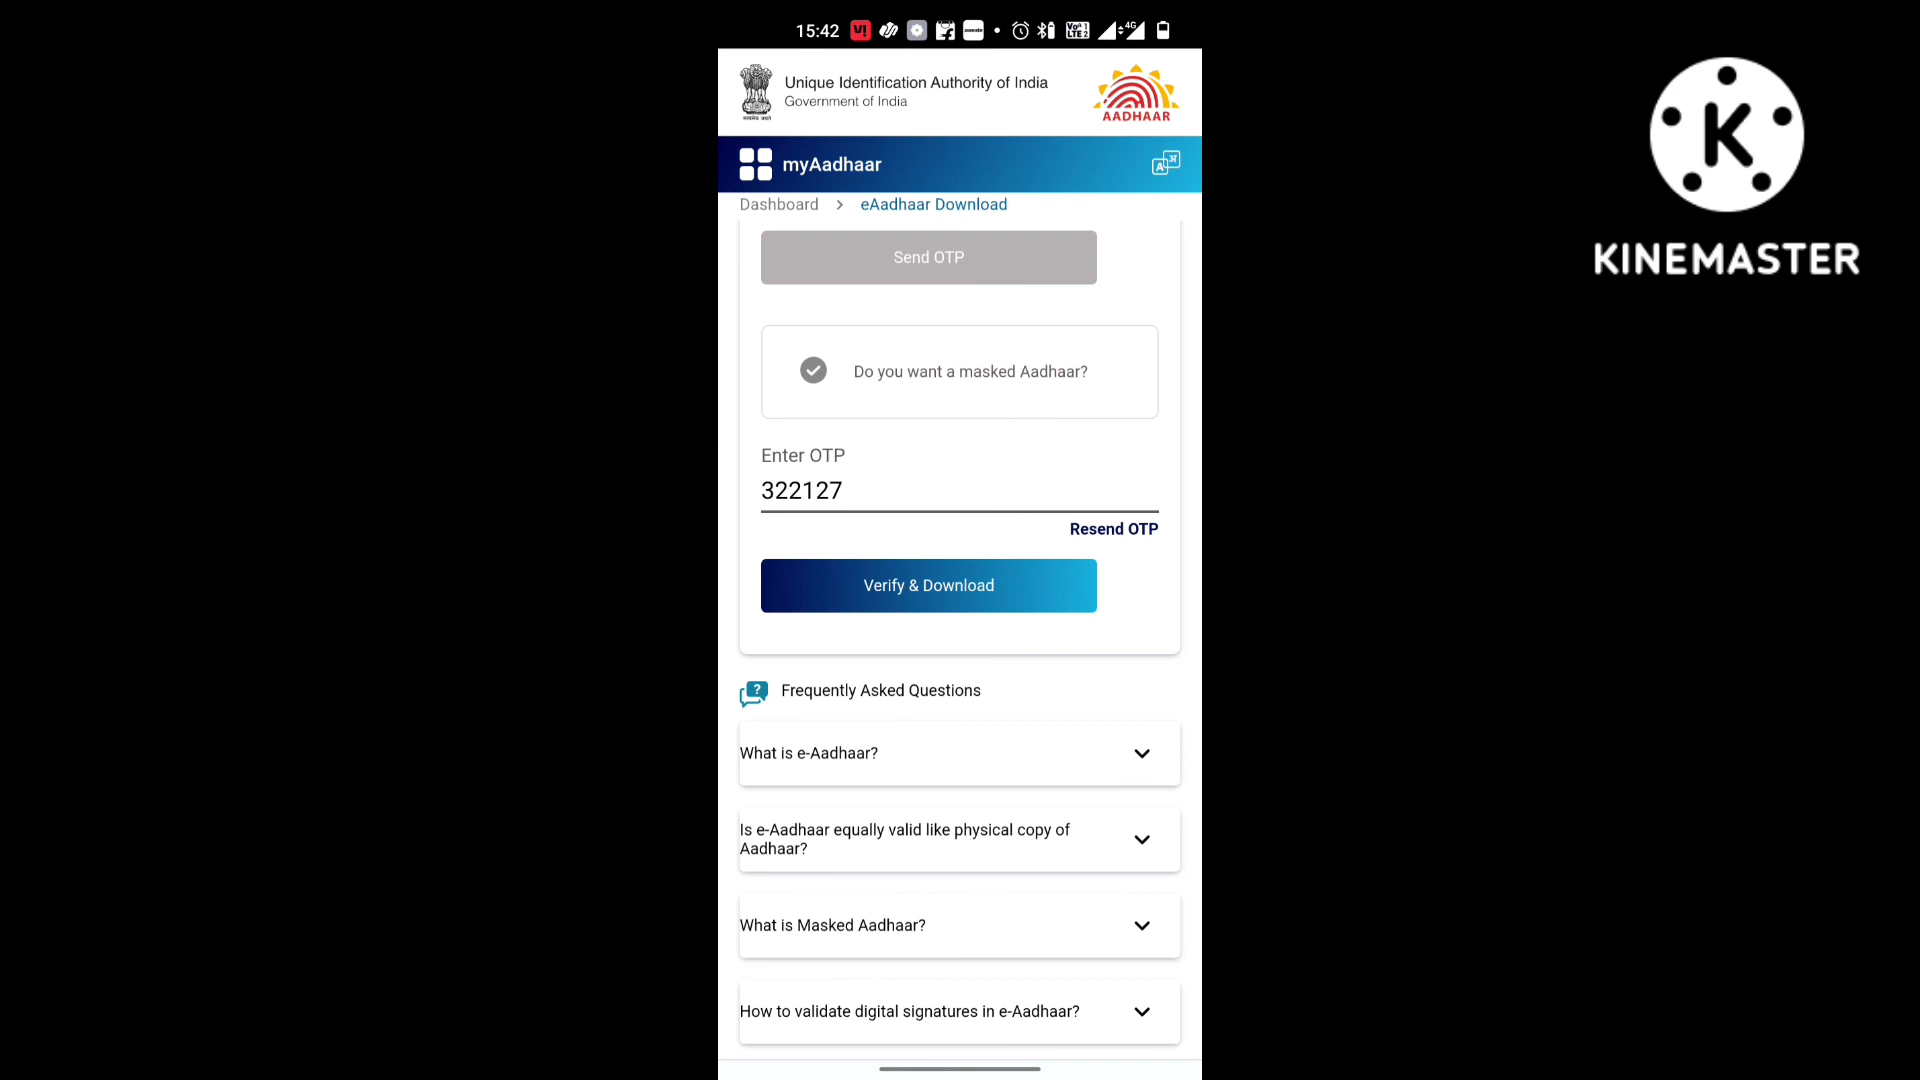 15:42
Unique Identification Authority of India
Government of India
AADHAAR
myAadhaar
Dashboard > eAadhaar Download
Send OTP
Do you want a masked Aadhaar?
Enter OTP
322127
Resend OTP
Verify & Download
Frequently Asked Questions
What is e-Aadhaar?
Is e-Aadhaar equally valid like physical copy of
Aadhaar?
What is Masked Aadhaar?
How to validate digital signatures in e-Aadhaar?
K
KINEMASTER